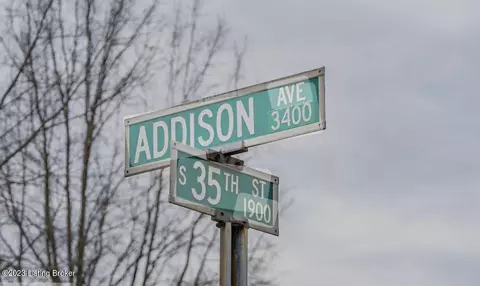 ADDISON AVE 3400
S 35TH ST 1900
©2023 Listing Broker